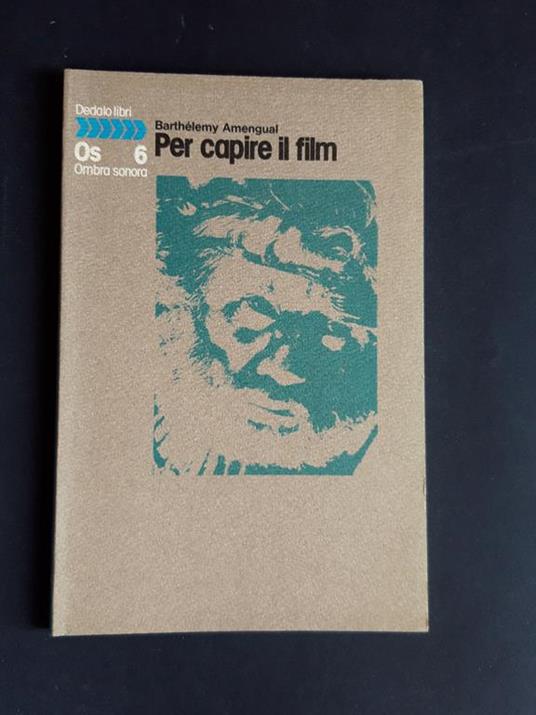 Dedalo libri
Os 6
Ombra sonora
Barthélemy Amengual
Per capire il film